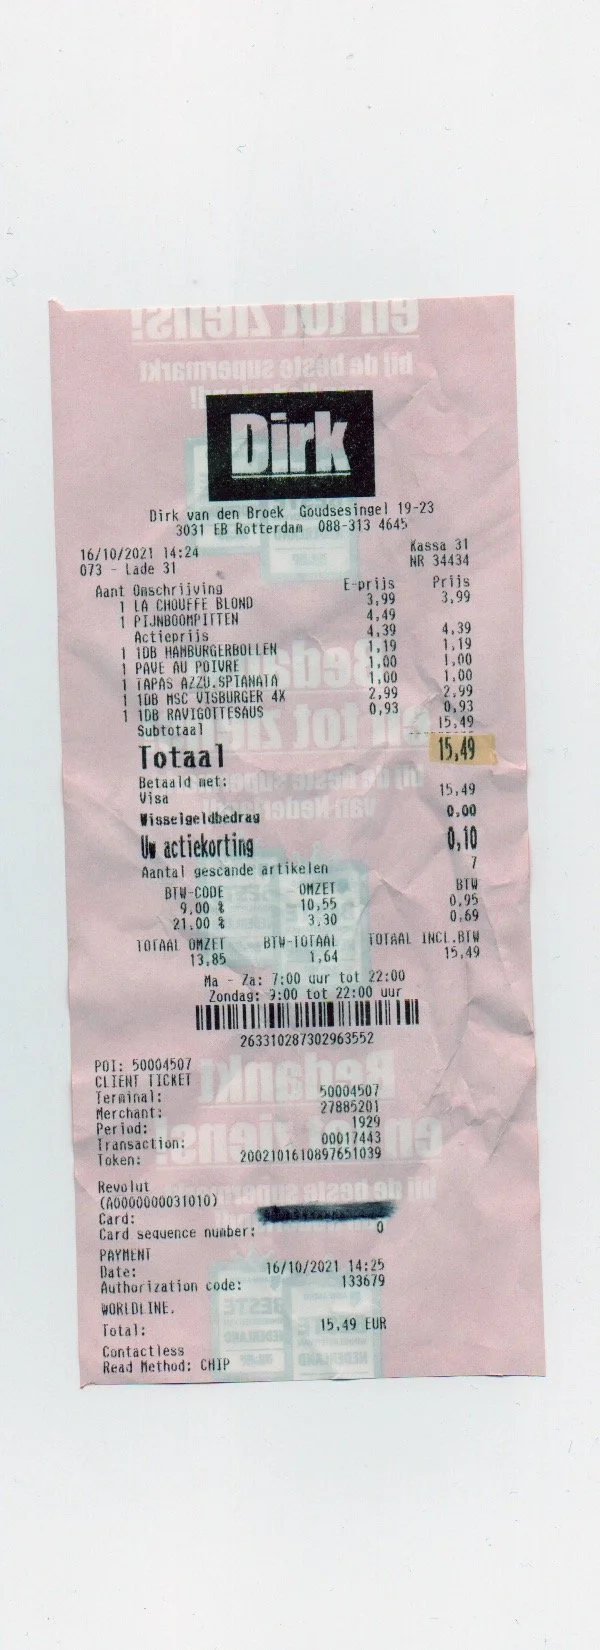 Dirk
Dirk van den Broek Goudsesingel 19-23
3031 EB Rotterdam 088-313 4645
16/10/2021 14:24 Kassa 31
073 - Lade 31 NR 34434
Aant Omschrijving E-prijs Prijs
1 LA CHOUFFE BLOND 3,99 3,99
1 PIJNBOOMPITTEN 4,49
Actieprijs 4,39 4,39
1 1DB HAMBURGERBOLLEN 1,19 1,19
1 PAVE AU POIVRE 1,00 1,00
1 TAPAS AZZU.SPIANATA 1,00 1,00
1 1DB MSC VISBURGER 4X 2,99 2,99
1 1DB RAVIGOTTESAUS 0,93 0,93
Subtotaal 15,49
Totaal 15,49
Betaald met:
Visa 15,49
Wisselgeldbedrag 0,00
Uw actiekorting 0,10
Aantal gescande artikelen 7
BTW-CODE OMZET BTW
9,00 % 10,55 0,95
21,00 % 3,30 0,69
TOTAAL OMZET BTW-TOTAAL TOTAAL INCL.BTW
13,85 1,64 15,49
Ma - Za: 7:00 uur tot 22:00
Zondag: 9:00 tot 22:00 uur
263310287302963552
POI: 50004507
CLIENT TICKET
Terminal: 50004507
Merchant: 27885201
Period: 1929
Transaction: 00017443
Token: 2002101610897651039
Revolut
(A0000000031010)
Card:
Card sequence number: 0
PAYMENT
Date: 16/10/2021 14:25
Authorization code: 133679
WORLDLINE.
Total: 15,49 EUR
Contactless
Read Method: CHIP